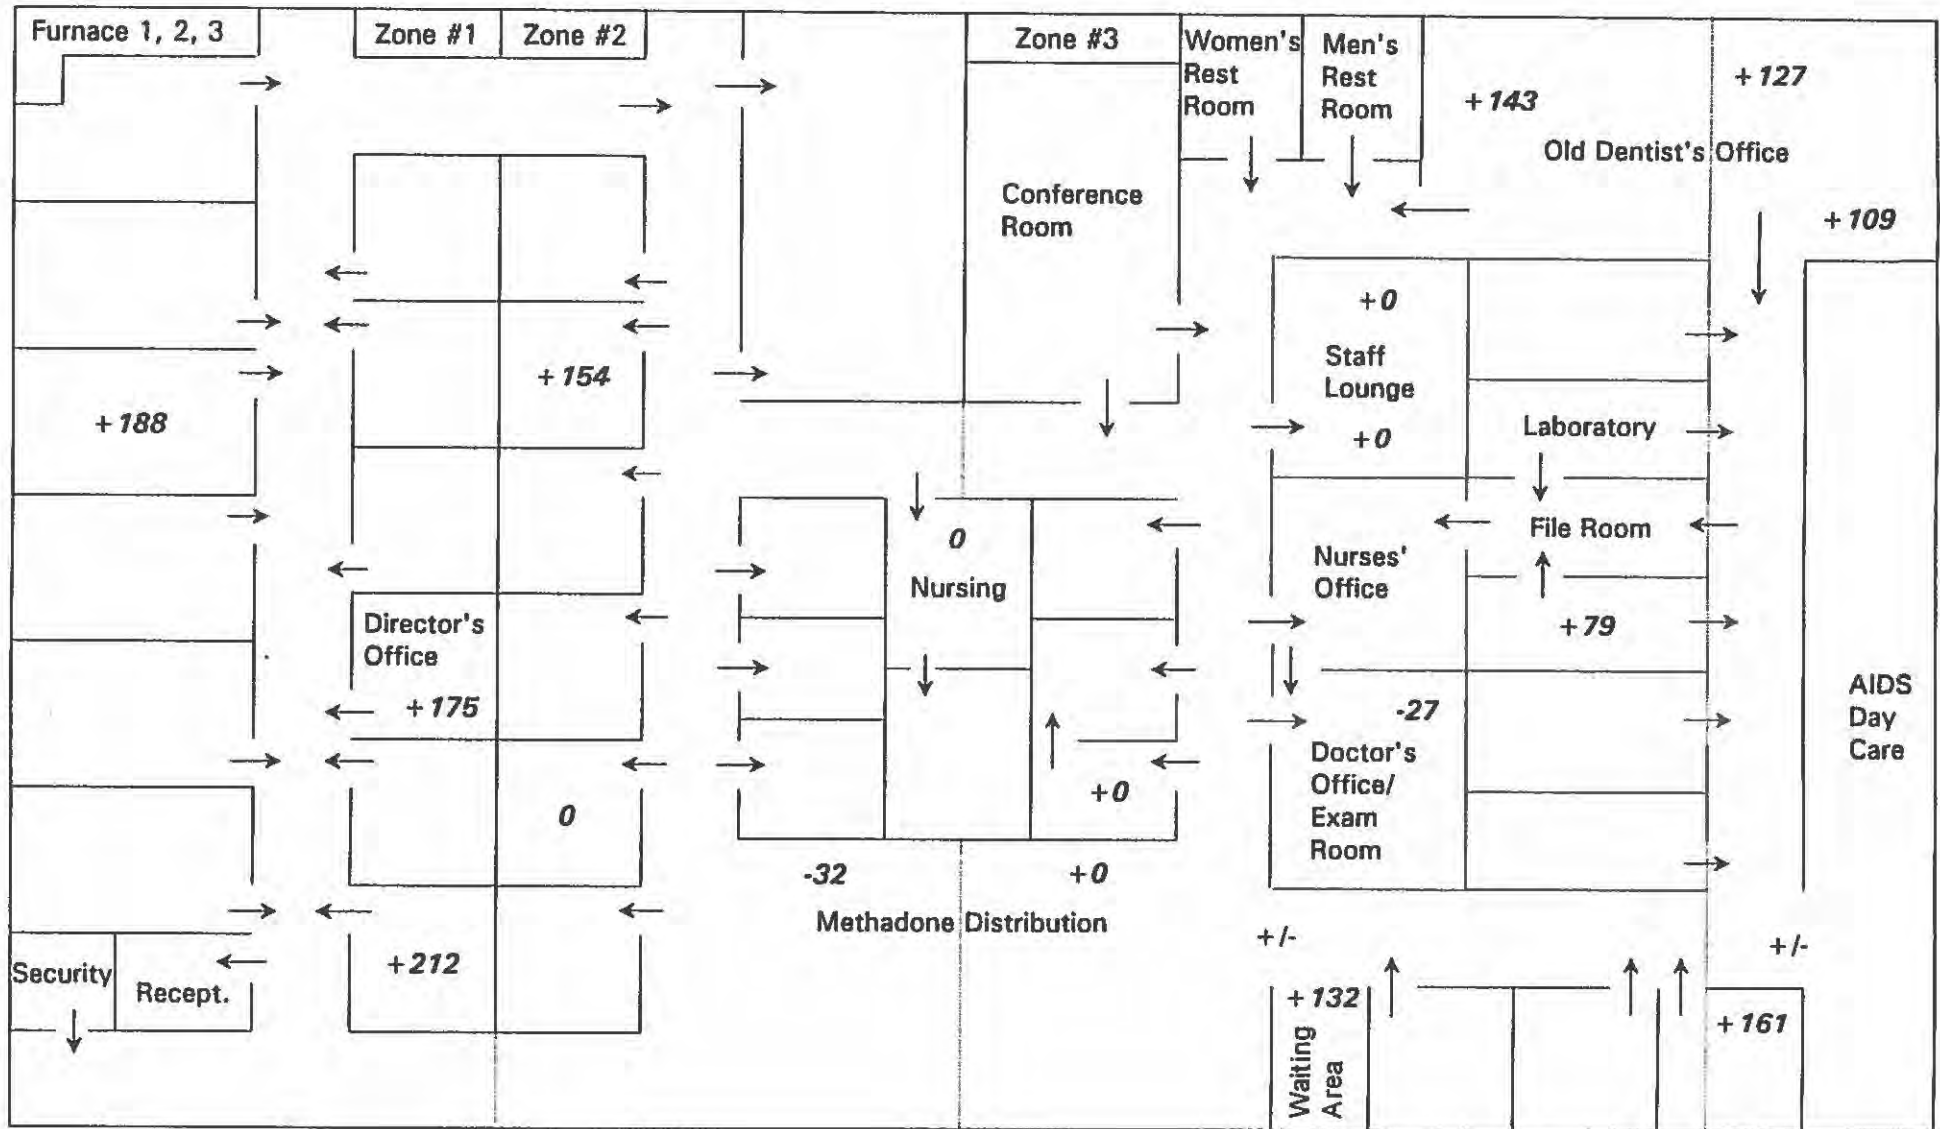 Furnace 1, 2, 3
Zone #1
Zone #2
Zone #3
Women's
Rest
Room
Men's
Rest
Room
+143
+127
Old Dentist's Office
+109
Conference
Room
+0
Staff
Lounge
+0
+154
+188
Laboratory
File Room
0
Nursing
Nurses'
Office
+79
Director's
Office
+175
-27
Doctor's
Office/
Exam
Room
AIDS
Day
Care
+0
0
-32
+0
Methadone Distribution
+/-
+/-
+212
Security
Recept.
+132
Waiting
Area
+161